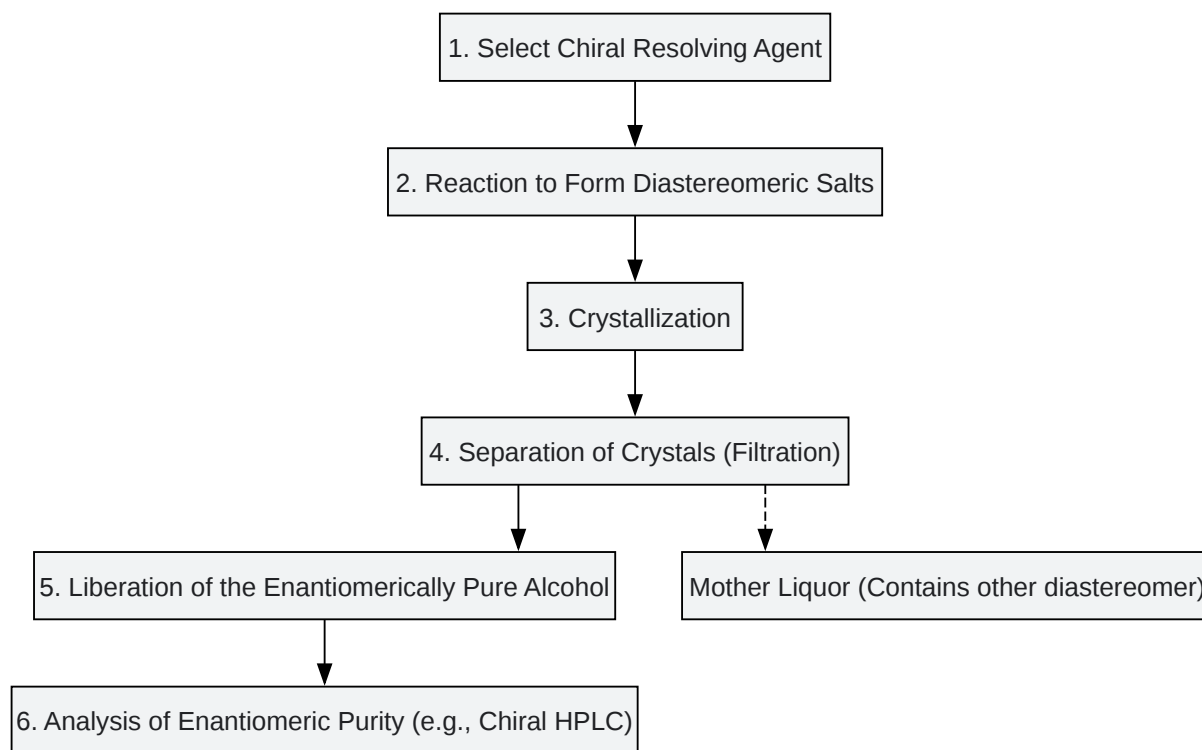 1. Select Chiral Resolving Agent
2. Reaction to Form Diastereomeric Salts
3. Crystallization
4. Separation of Crystals (Filtration)
5. Liberation of the Enantiomerically Pure Alcohol
Mother Liquor (Contains other diastereomer)
6. Analysis of Enantiomeric Purity (e.g., Chiral HPLC)